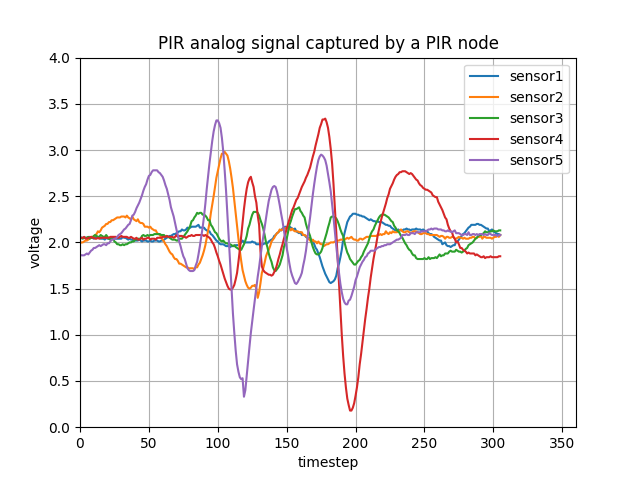 PIR analog signal captured by a PIR node
4.0
3.5
3.0
2.5
2.0
1.5
1.0
0.5
0.0
voltage
sensor1
sensor2
sensor3
sensor4
sensor5
0 50 100 150 200 250 300 350
timestep